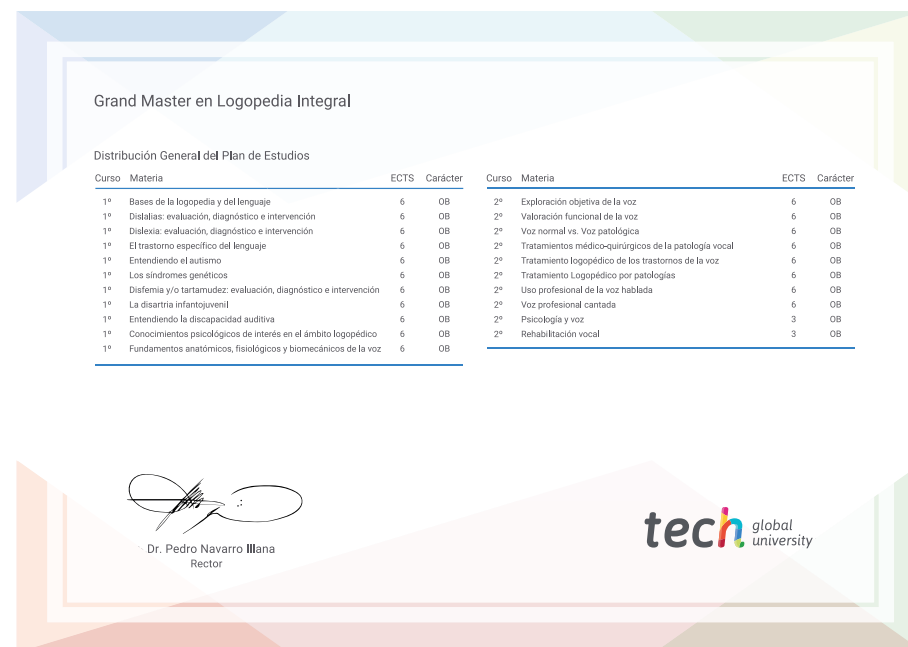 Grand Master en Logopedia Integral
Distribución General del Plan de Estudios
Curso Materia ECTS Carácter
1º Bases de la logopedia y del lenguaje 6 OB
1º Dislalias: evaluación, diagnóstico e intervención 6 OB
1º Dislexia: evaluación, diagnóstico e intervención 6 OB
1º El trastorno específico del lenguaje 6 OB
1º Entendiendo el autismo 6 OB
1º Los síndromes genéticos 6 OB
1º Disfemia y/o tartamudez: evaluación, diagnóstico e intervención 6 OB
1º La disartria infantojuvenil 6 OB
1º Entendiendo la discapacidad auditiva 6 OB
1º Conocimientos psicológicos de interés en el ámbito logopédico 6 OB
1º Fundamentos anatómicos, fisiológicos y biomecánicos de la voz 6 OB
Curso Materia ECTS Carácter
2º Exploración objetiva de la voz 6 OB
2º Valoración funcional de la voz 6 OB
2º Voz normal vs. Voz patológica 6 OB
2º Tratamientos médico-quirúrgicos de la patología vocal 6 OB
2º Tratamiento logopédico de los trastornos de la voz 6 OB
2º Tratamiento Logopédico por patologías 6 OB
2º Uso profesional de la voz hablada 6 OB
2º Voz profesional cantada 6 OB
2º Psicología y voz 3 OB
2º Rehabilitación vocal 3 OB
Dr. Pedro Navarro Illana
Rector
tech global
university